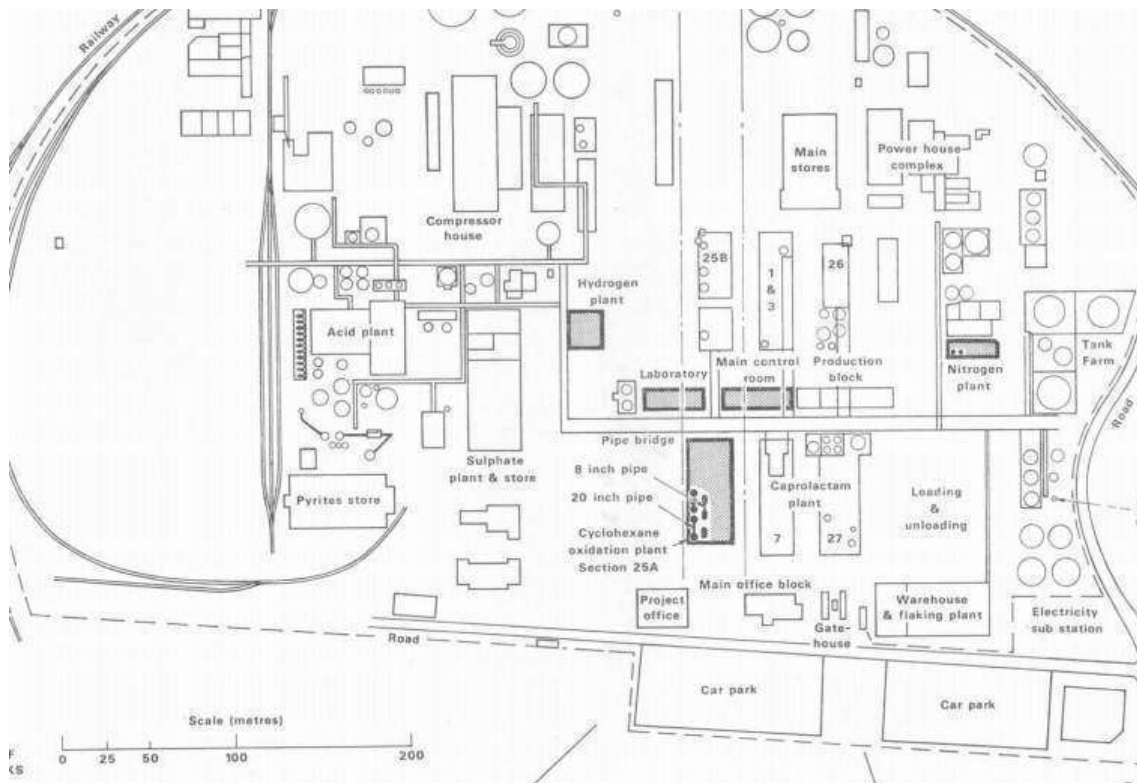 Railway
Main
stores
Power house
complex
Compressor
house
25B
1
&
3
26
Hydrogen
plant
Acid plant
Laboratory
Main control
room
Production
block
Nitrogen
plant
Tank
Farm
Road
Pipe bridge
8 inch pipe
20 inch pipe
Cyclohexane
oxidation plant
Section 25A
Sulphate
plant & store
Pyrites store
Caprolactam
plant
7
27
Loading
&
unloading
Main office block
Project
office
Gate-
house
Warehouse
& flaking plant
Electricity
sub station
Road
Car park
Car park
Scale (metres)
0 25 50 100 200
KS